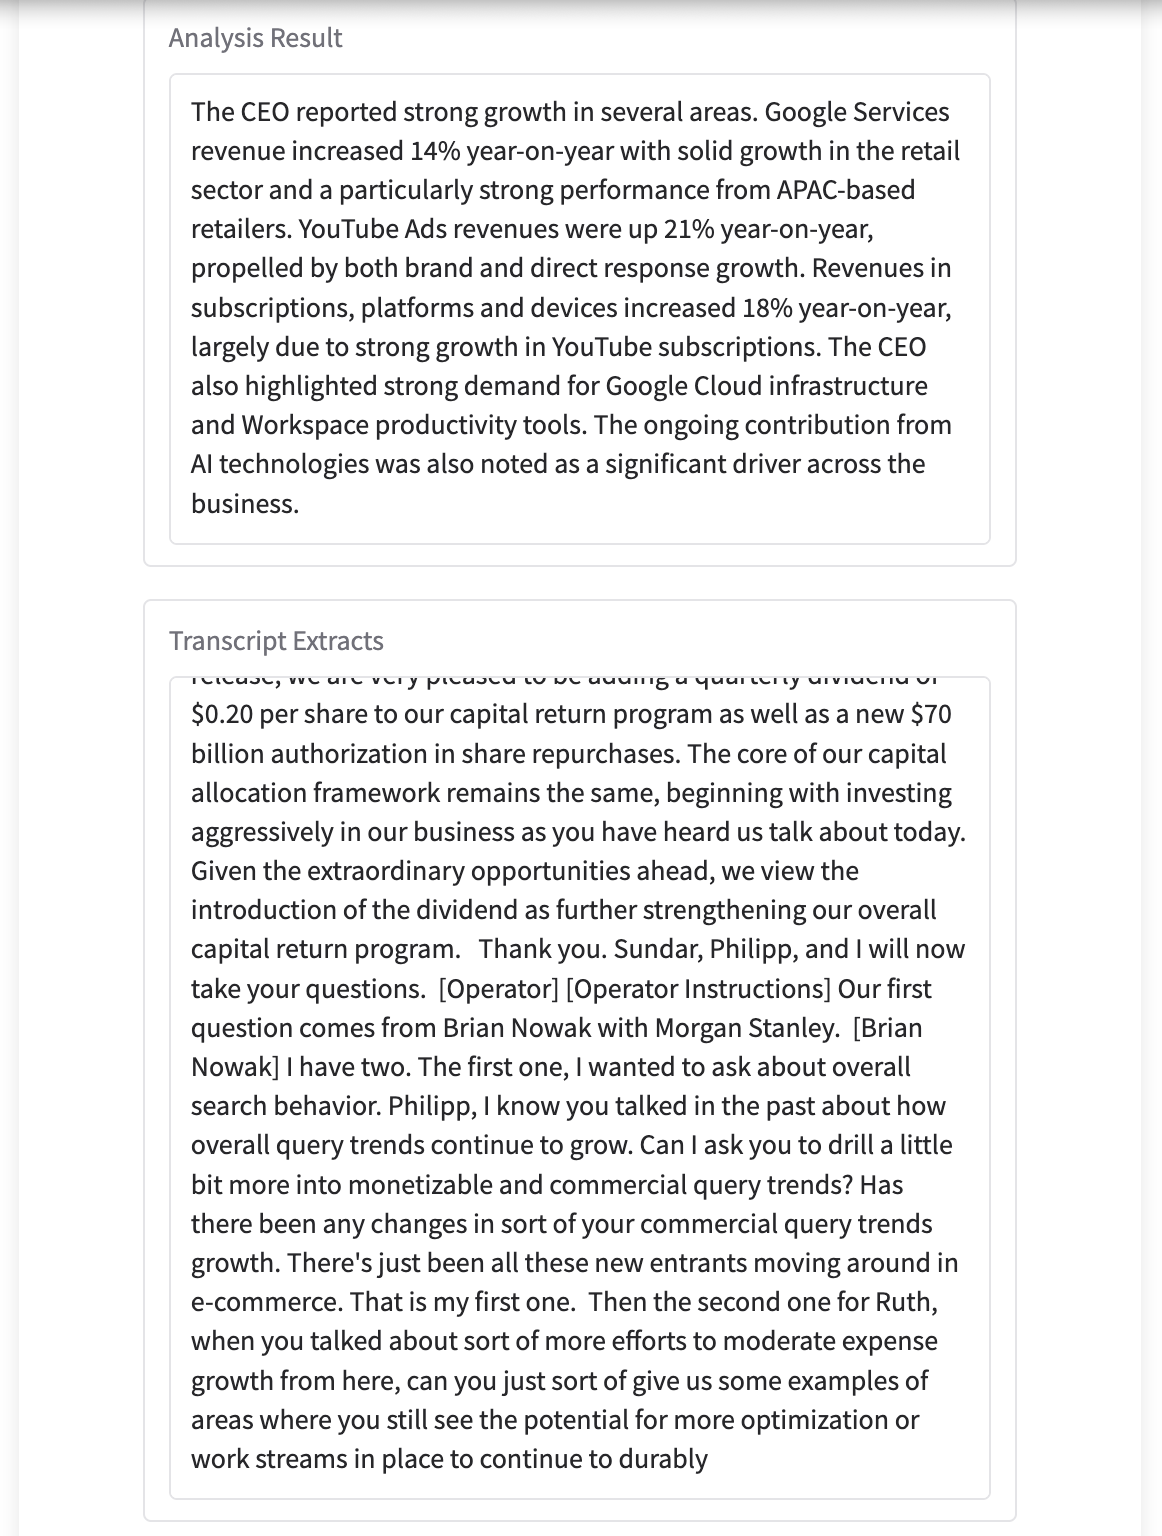 Analysis Result
The CEO reported strong growth in several areas. Google Services
revenue increased 14% year-on-year with solid growth in the retail
sector and a particularly strong performance from APAC-based
retailers. YouTube Ads revenues were up 21% year-on-year,
propelled by both brand and direct response growth. Revenues in
subscriptions, platforms and devices increased 18% year-on-year,
largely due to strong growth in YouTube subscriptions. The CEO
also highlighted strong demand for Google Cloud infrastructure
and Workspace productivity tools. The ongoing contribution from
AI technologies was also noted as a significant driver across the
business.
Transcript Extracts
release, we are very pleased to be adding a quarterly dividend of
$0.20 per share to our capital return program as well as a new $70
billion authorization in share repurchases. The core of our capital
allocation framework remains the same, beginning with investing
aggressively in our business as you have heard us talk about today.
Given the extraordinary opportunities ahead, we view the
introduction of the dividend as further strengthening our overall
capital return program.   Thank you. Sundar, Philipp, and I will now
take your questions.  [Operator] [Operator Instructions] Our first
question comes from Brian Nowak with Morgan Stanley.  [Brian
Nowak] I have two. The first one, I wanted to ask about overall
search behavior. Philipp, I know you talked in the past about how
overall query trends continue to grow. Can I ask you to drill a little
bit more into monetizable and commercial query trends? Has
there been any changes in sort of your commercial query trends
growth. There's just been all these new entrants moving around in
e-commerce. That is my first one.  Then the second one for Ruth,
when you talked about sort of more efforts to moderate expense
growth from here, can you just sort of give us some examples of
areas where you still see the potential for more optimization or
work streams in place to continue to durably